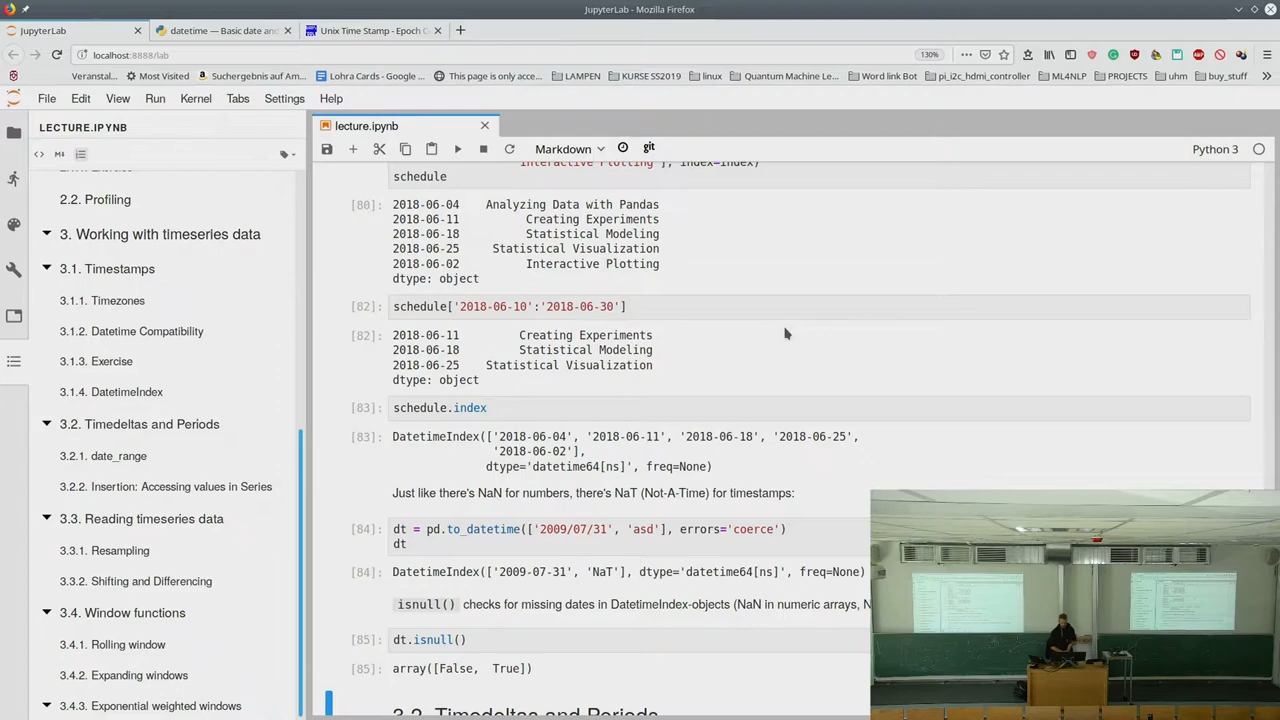 JupyterLab - Mozilla Firefox
JupyterLab
datetime — Basic date an
Unix Time Stamp - Epoch C
localhost:8888/lab
130%
Veranstal...
Most Visited
Suchergebnis auf Am...
Lohra Cards - Google ...
This page is only acce...
LAMPEN
KURSE SS2019
linux
Quantum Machine Le...
Word link Bot
pi_i2c_hdmi_controller
ML4NLP
PROJECTS
uhm
buy_stuff
File Edit View Run Kernel Tabs Settings Help
LECTURE.IPYNB
2.2. Profiling
3. Working with timeseries data
3.1. Timestamps
3.1.1. Timezones
3.1.2. Datetime Compatibility
3.1.3. Exercise
3.1.4. DatetimeIndex
3.2. Timedeltas and Periods
3.2.1. date_range
3.2.2. Insertion: Accessing values in Series
3.3. Reading timeseries data
3.3.1. Resampling
3.3.2. Shifting and Differencing
3.4. Window functions
3.4.1. Rolling window
3.4.2. Expanding windows
3.4.3. Exponential weighted windows
lecture.ipynb
Markdown
git
Python 3
"Interactive Plotting"], index=index)
schedule
[80]: 2018-06-04 Analyzing Data with Pandas
2018-06-11 Creating Experiments
2018-06-18 Statistical Modeling
2018-06-25 Statistical Visualization
2018-06-02 Interactive Plotting
dtype: object
[82]: schedule['2018-06-10':'2018-06-30']
[82]: 2018-06-11 Creating Experiments
2018-06-18 Statistical Modeling
2018-06-25 Statistical Visualization
dtype: object
[83]: schedule.index
[83]: DatetimeIndex(['2018-06-04', '2018-06-11', '2018-06-18', '2018-06-25',
'2018-06-02'],
dtype='datetime64[ns]', freq=None)
Just like there's NaN for numbers, there's NaT (Not-A-Time) for timestamps:
[84]: dt = pd.to_datetime(['2009/07/31', 'asd'], errors='coerce')
dt
[84]: DatetimeIndex(['2009-07-31', 'NaT'], dtype='datetime64[ns]', freq=None)
isnull() checks for missing dates in DatetimeIndex-objects (NaN in numeric arrays, N
[85]: dt.isnull()
[85]: array([False, True])
3.2. Timedeltas and Periods